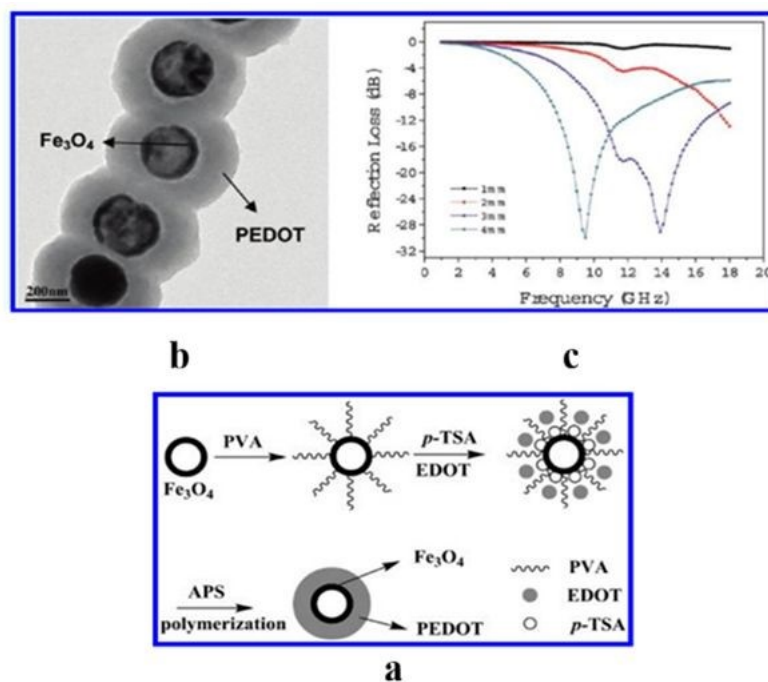 Fe₃O₄
PEDOT
200nm
Reflection Loss (dB)
0
-4
-8
-12
-16
-20
-24
-28
-32
1mm
2mm
3mm
4mm
0 2 4 6 8 10 12 14 16 18 20
Frequency (GHz)
b
c
Fe₃O₄
PVA
p-TSA
EDOT
APS
polymerization
Fe₃O₄
PEDOT
PVA
EDOT
p-TSA
a